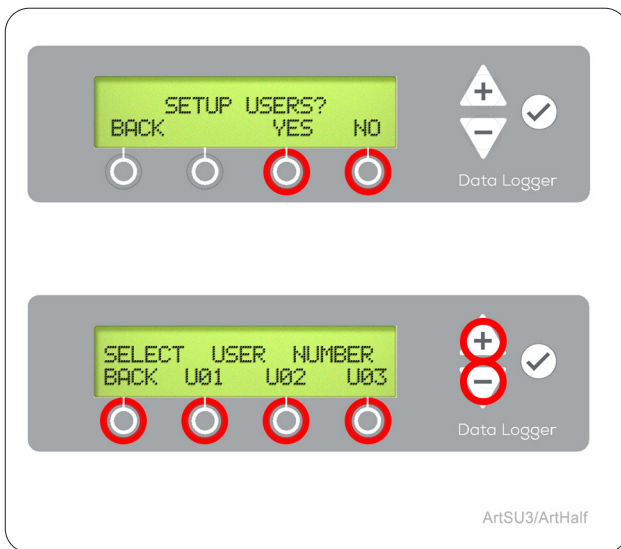 SETUP USERS?
BACK YES NO
+
-
Data Logger
SELECT USER NUMBER
BACK U01 U02 U03
+
-
Data Logger
ArtSU3/ArtHalf